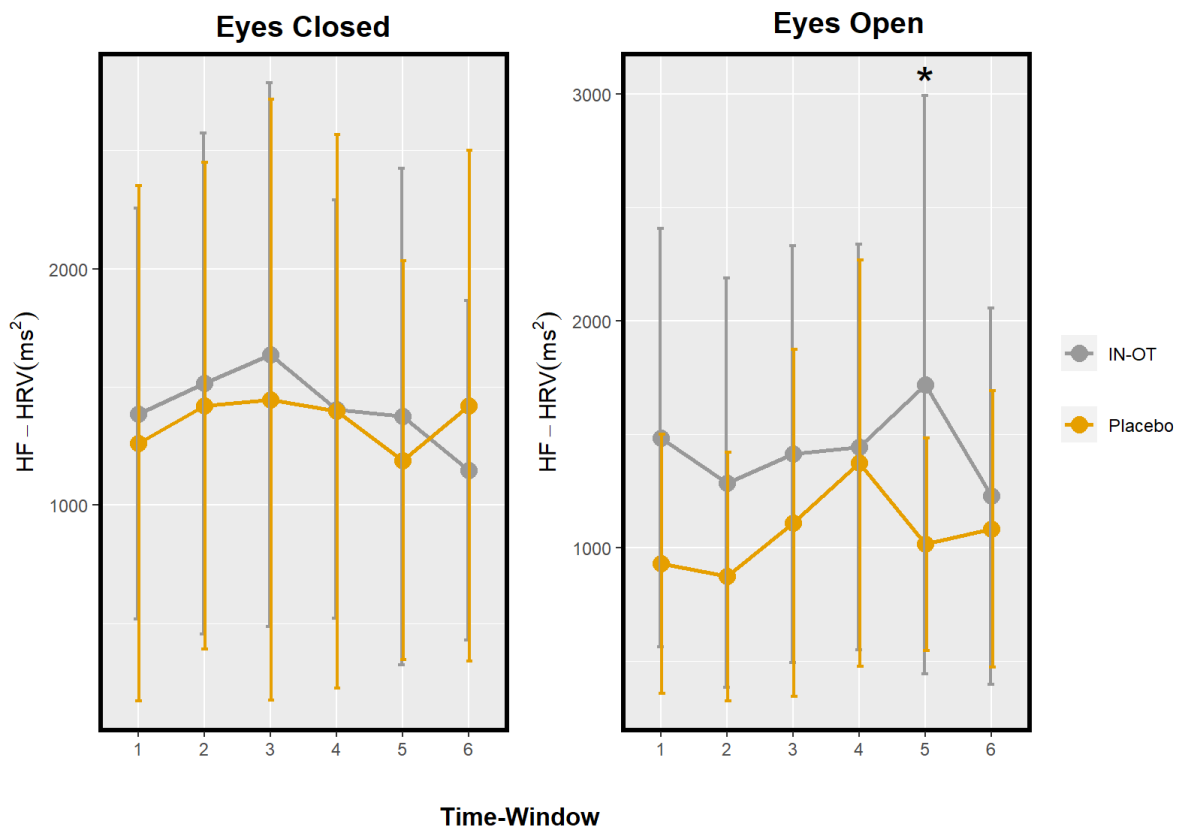 Eyes Closed
HF – HRV(ms²)
2000
1000
1 2 3 4 5 6
Eyes Open
*
HF – HRV(ms²)
3000
2000
1000
1 2 3 4 5 6
IN-OT
Placebo
Time-Window